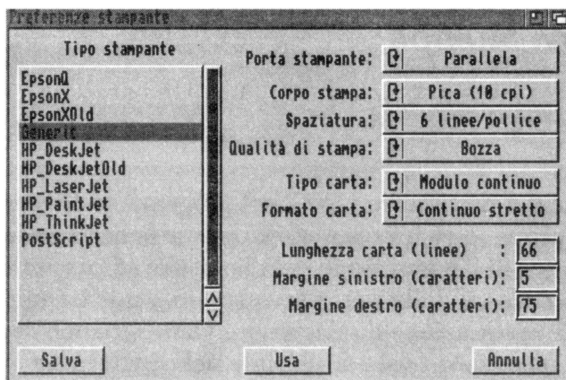 Preferenze stampante
Tipo stampante
EpsonQ
EpsonX
EpsonXOld
Generic
HP_DeskJet
HP_DeskJetOld
HP_LaserJet
HP_PaintJet
HP_ThinkJet
PostScript
Porta stampante: Parallela
Corpo stampa: Pica (10 cpi)
Spaziatura: 6 linee/pollice
Qualità di stampa: Bozza
Tipo carta: Modulo continuo
Formato carta: Continuo stretto
Lunghezza carta (linee) : 66
Margine sinistro (caratteri): 5
Margine destro (caratteri): 75
Salva
Usa
Annulla